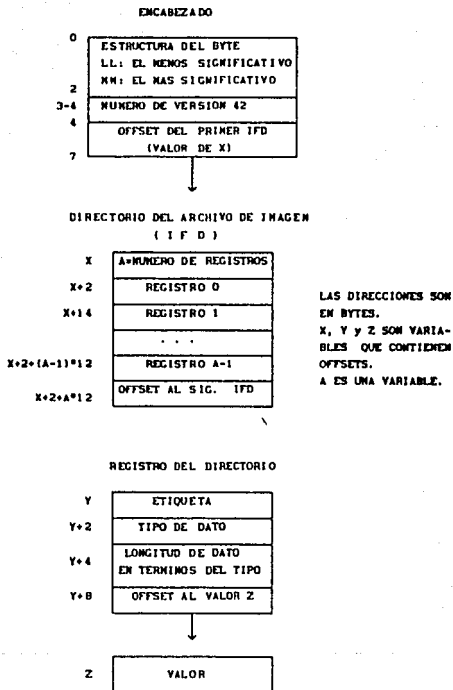 ENCABEZADO
0
ESTRUCTURA DEL BYTE
LL: EL MENOS SIGNIFICATIVO
MM: EL MAS SIGNIFICATIVO
2
3-4
NUMERO DE VERSION 42
4
OFFSET DEL PRIMER IFD
(VALOR DE X)
7
DIRECTORIO DEL ARCHIVO DE IMAGEN
( I F D )
X
A=NUMERO DE REGISTROS
X+2
REGISTRO 0
X+14
REGISTRO 1
. . .
X+2+(A-1)*12
REGISTRO A-1
X+2+A*12
OFFSET AL SIG. IFD
LAS DIRECCIONES SON
EN BYTES.
X, Y y Z SON VARIA-
BLES QUE CONTIENEN
OFFSETS.
A ES UNA VARIABLE.
REGISTRO DEL DIRECTORIO
Y
ETIQUETA
Y+2
TIPO DE DATO
Y+4
LONGITUD DE DATO
EN TERMINOS DEL TIPO
Y+8
OFFSET AL VALOR Z
Z
VALOR